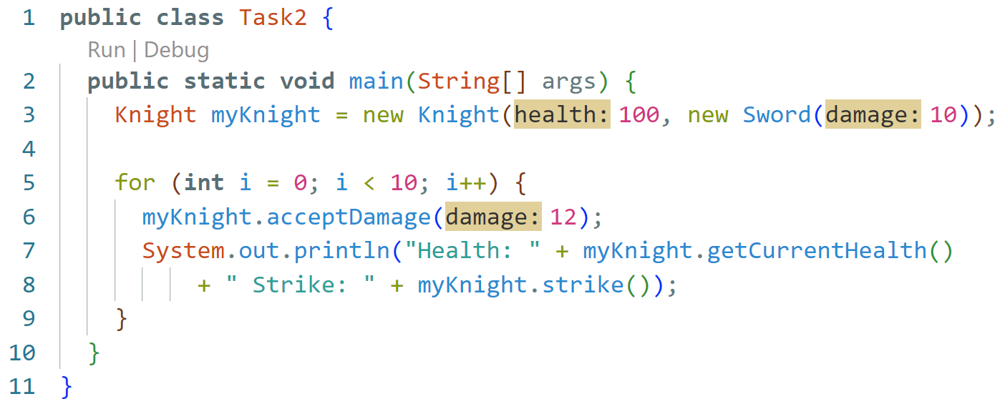 1 public class Task2 {
Run | Debug
2 public static void main(String[] args) {
3 Knight myKnight = new Knight(health: 100, new Sword(damage: 10));
4
5 for (int i = 0; i < 10; i++) {
6 myKnight.acceptDamage(damage: 12);
7 System.out.println("Health: " + myKnight.getCurrentHealth()
8 + " Strike: " + myKnight.strike());
9 }
10 }
11 }